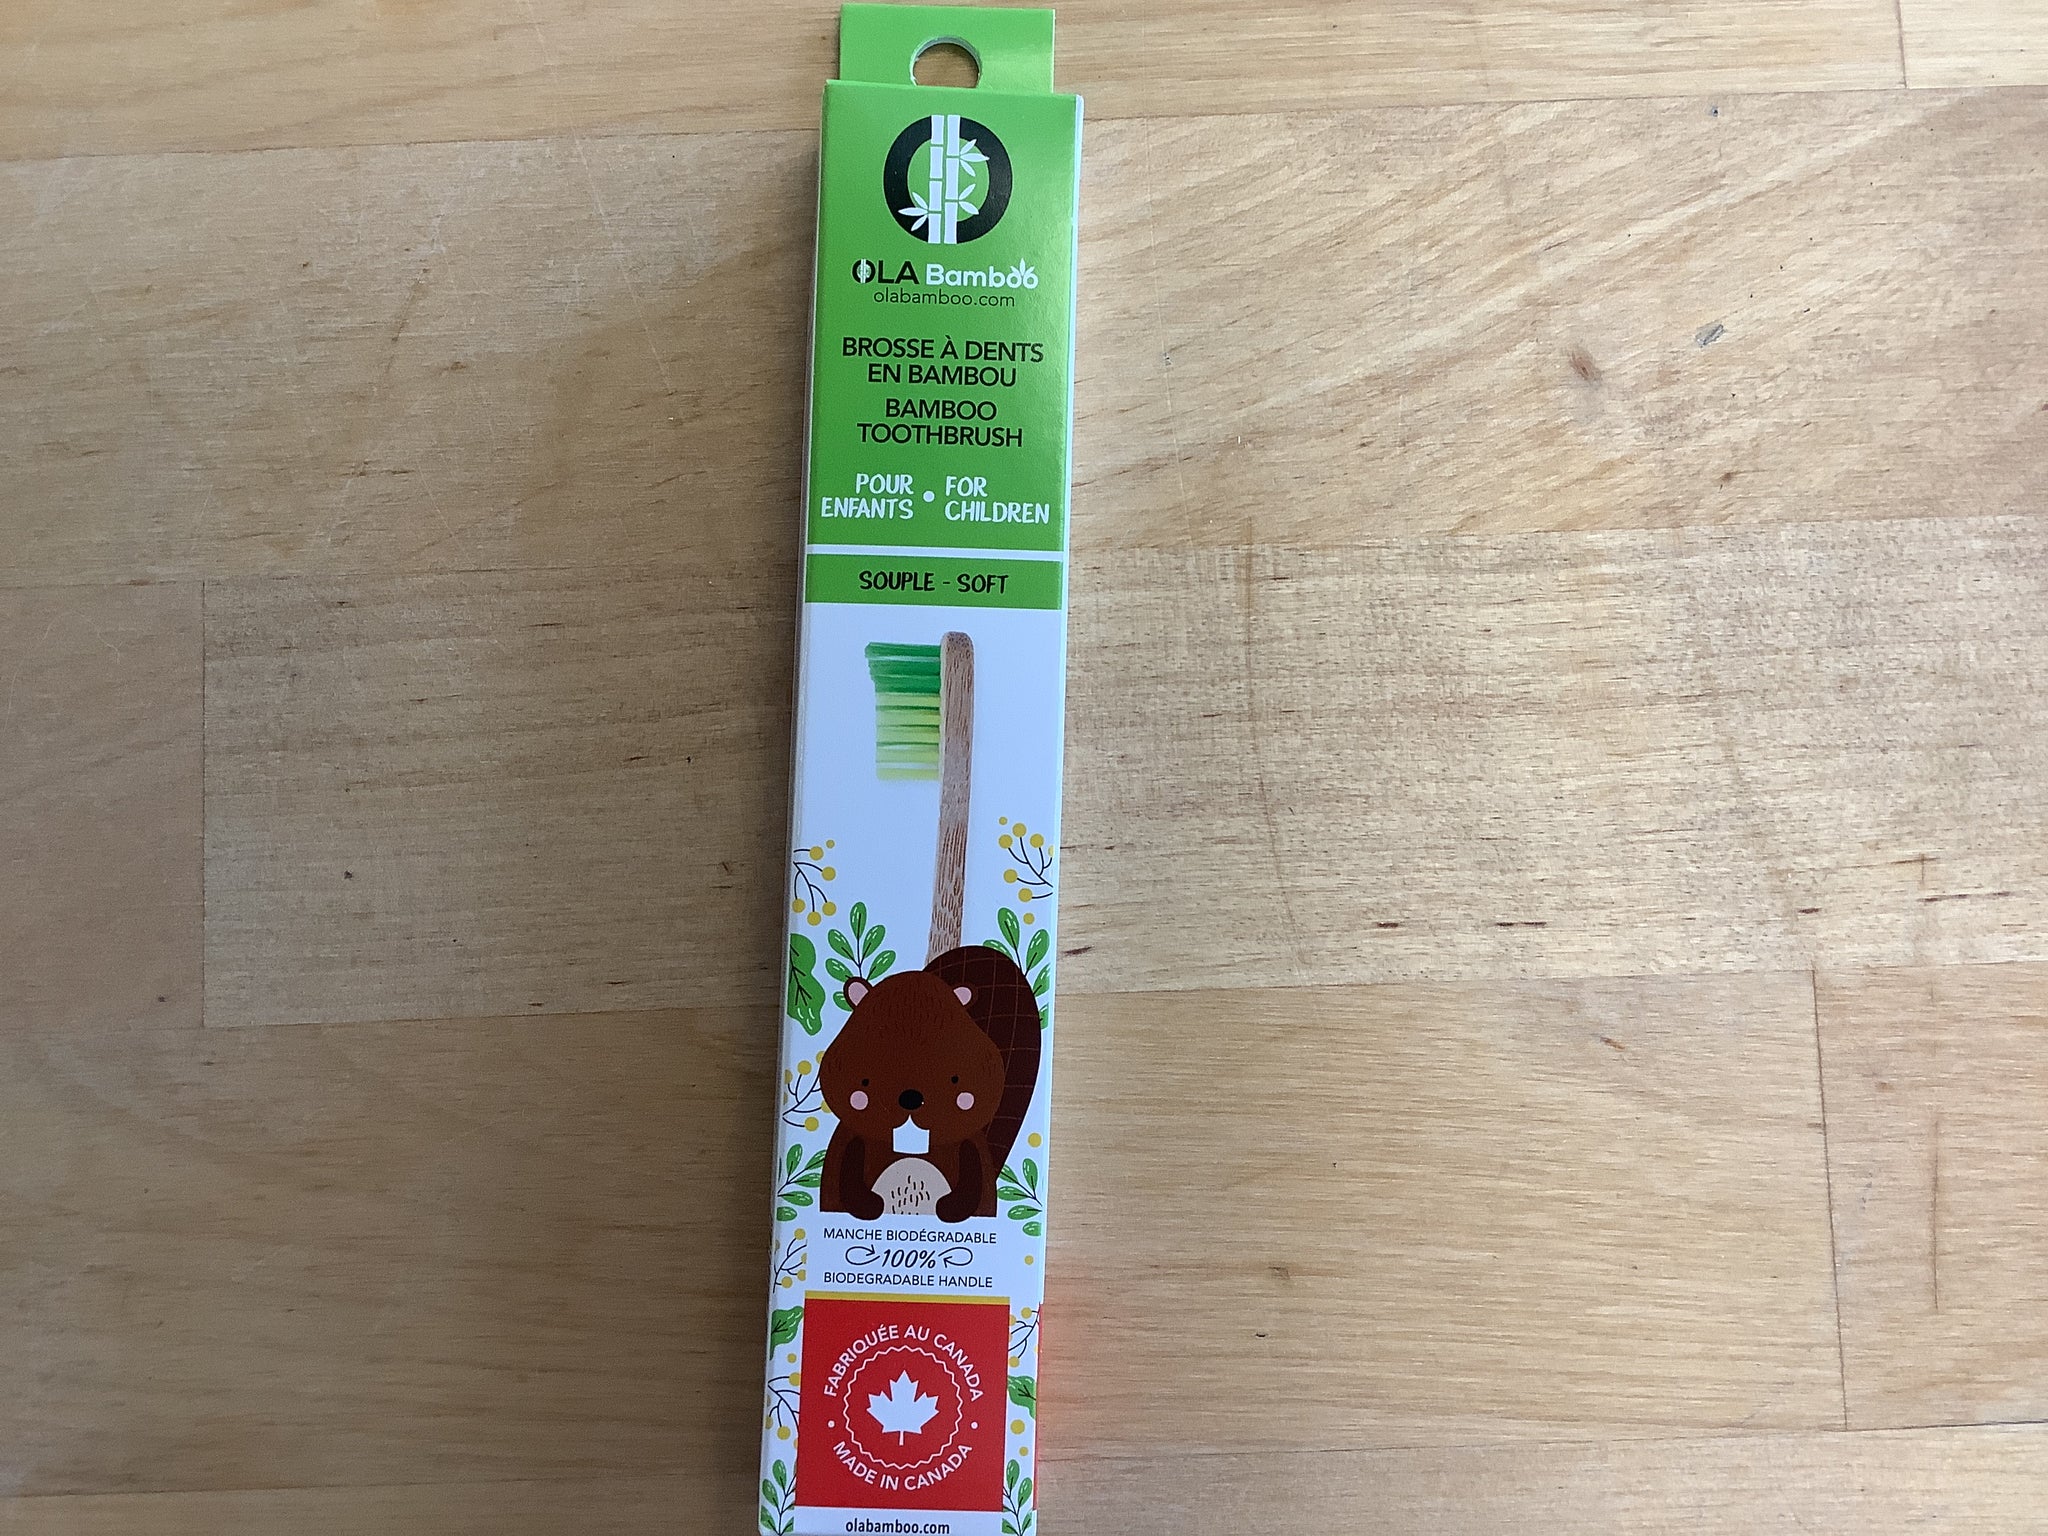 OLA Bamboo
olabamboo.com
BROSSE À DENTS
EN BAMBOU
BAMBOO
TOOTHBRUSH
POUR ENFANTS • FOR CHILDREN
SOUPLE - SOFT
MANCHE BIODÉGRADABLE
100%
BIODEGRADABLE HANDLE
FABRIQUÉE AU CANADA
• MADE IN CANADA •
olabamboo.com